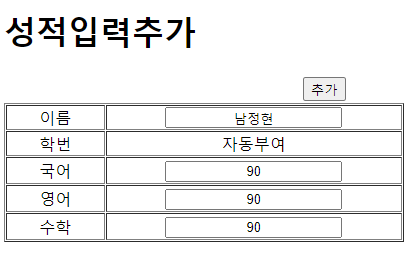 성적입력추가
추가
이름 남정현
학번 자동부여
국어 90
영어 90
수학 90